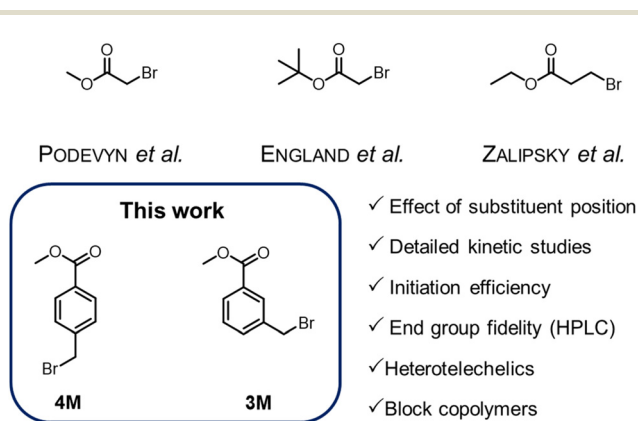 O
O
Br
O
O
Br
O
O
Br
PODEVYN et al.
ENGLAND et al.
ZALIPSKY et al.
This work
O
O
Br
4M
O
O
Br
3M
✓ Effect of substituent position
✓ Detailed kinetic studies
✓ Initiation efficiency
✓ End group fidelity (HPLC)
✓ Heterotelechelics
✓ Block copolymers